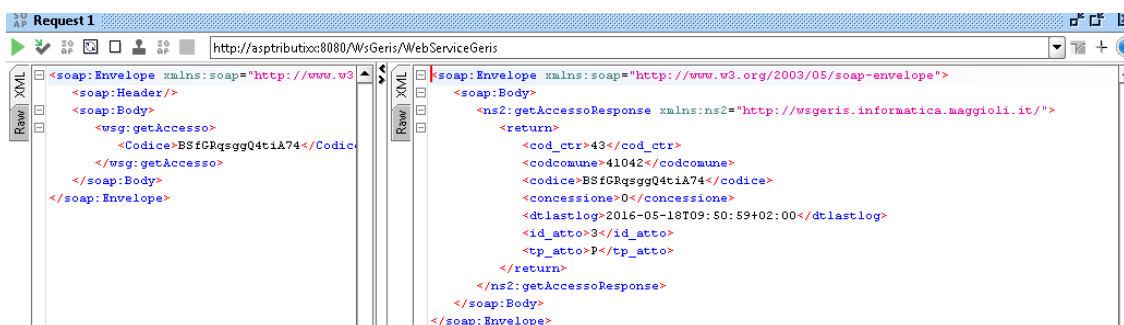 SO AP Request 1
http://asptributixx:8080/WsGeris/WebServiceGeris
XML
Raw
<soap:Envelope xmlns:soap="http://www.w3
<soap:Header/>
<soap:Body>
<wsg:getAccesso>
<Codice>BSfGRqsggQ4tiA74</Codic
</wsg:getAccesso>
</soap:Body>
</soap:Envelope>
XML
Raw
<soap:Envelope xmlns:soap="http://www.w3.org/2003/05/soap-envelope">
<soap:Body>
<ns2:getAccessoResponse xmlns:ns2="http://wsgeris.informatica.maggioli.it/">
<return>
<cod_ctr>43</cod_ctr>
<codcomune>41042</codcomune>
<codice>BSfGRqsggQ4tiA74</codice>
<concessione>0</concessione>
<dtlastlog>2016-05-18T09:50:59+02:00</dtlastlog>
<id_atto>3</id_atto>
<tp_atto>P</tp_atto>
</return>
</ns2:getAccessoResponse>
</soap:Body>
</soap:Envelope>